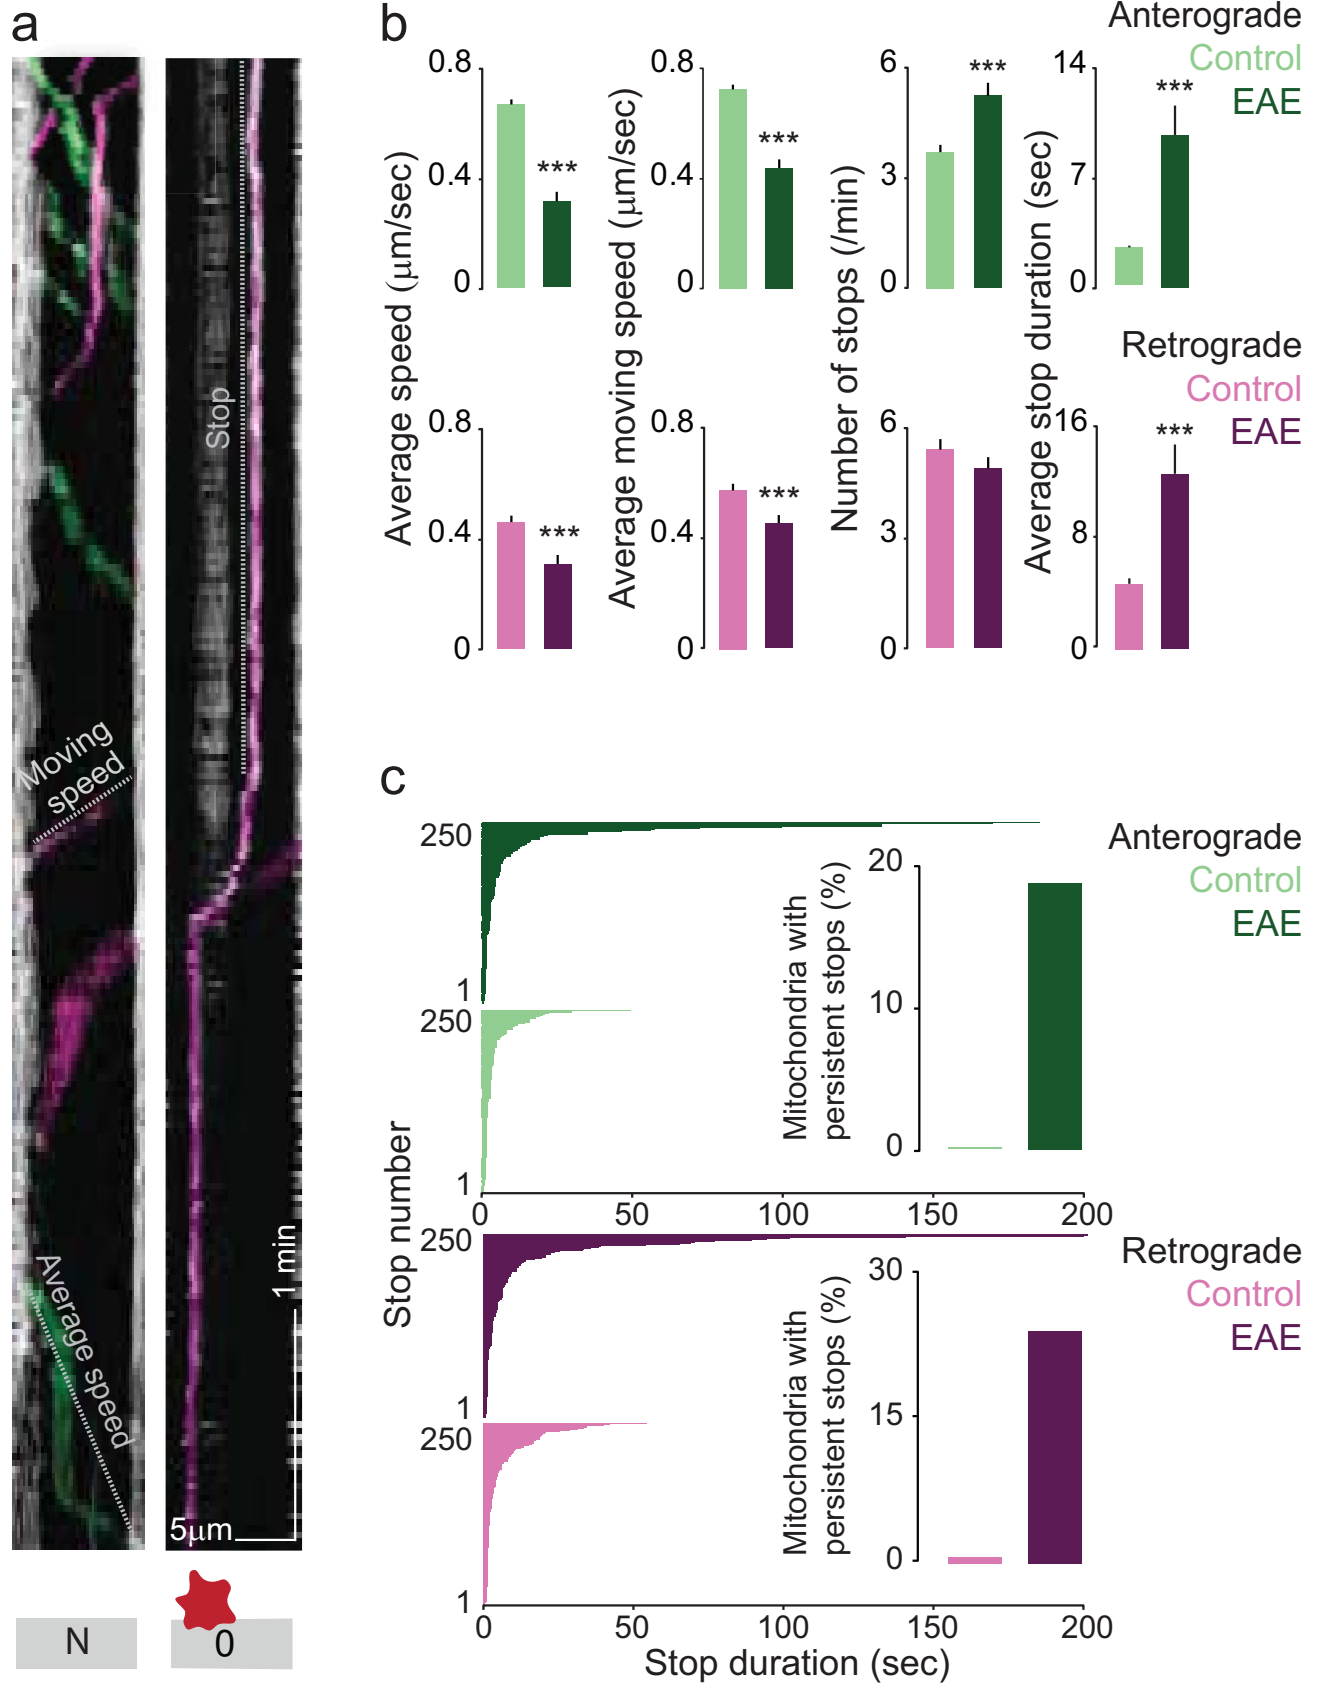 a
Stop
Moving
speed
Average speed
1 min
5μm
N
0
b
Anterograde
Control
EAE
Average speed (μm/sec)
0.8
0.4
0
***
0.8
0.4
0
***
Average moving speed (μm/sec)
0.8
0.4
0
***
0.8
0.4
0
***
Number of stops (/min)
6
3
0
***
6
3
0
Average stop duration (sec)
14
7
0
***
Retrograde
Control
EAE
16
8
0
***
c
Stop number
250
1
250
1
0
50
100
150
200
Mitochondria with
persistent stops (%)
20
10
0
Anterograde
Control
EAE
250
1
250
1
0
50
100
150
200
Stop duration (sec)
Mitochondria with
persistent stops (%)
30
15
0
Retrograde
Control
EAE